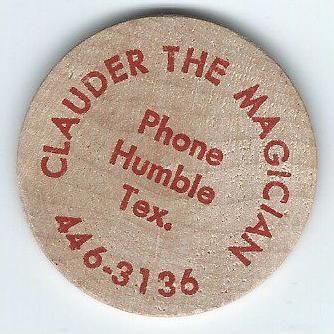 CLAUDER THE MAGICIAN
Phone
Humble
Tex.
446-3136